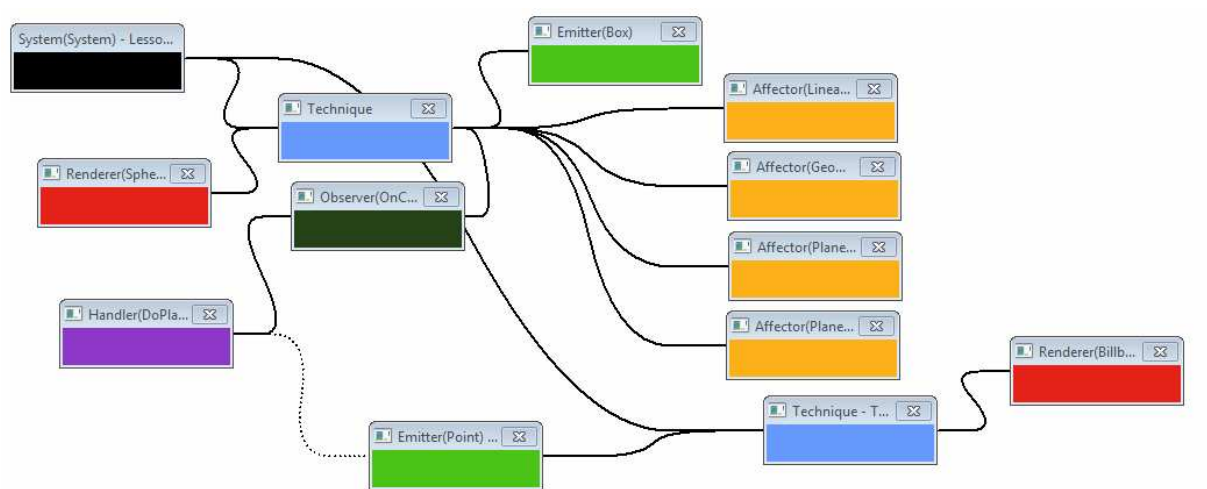 System(System) - Lesso...
Emitter(Box)
Technique
Affector(Linea...
Renderer(Sphe...
Affector(Geo...
Observer(OnC...
Affector(Plane...
Handler(DoPla...
Affector(Plane...
Renderer(Billb...
Technique - T...
Emitter(Point) ...